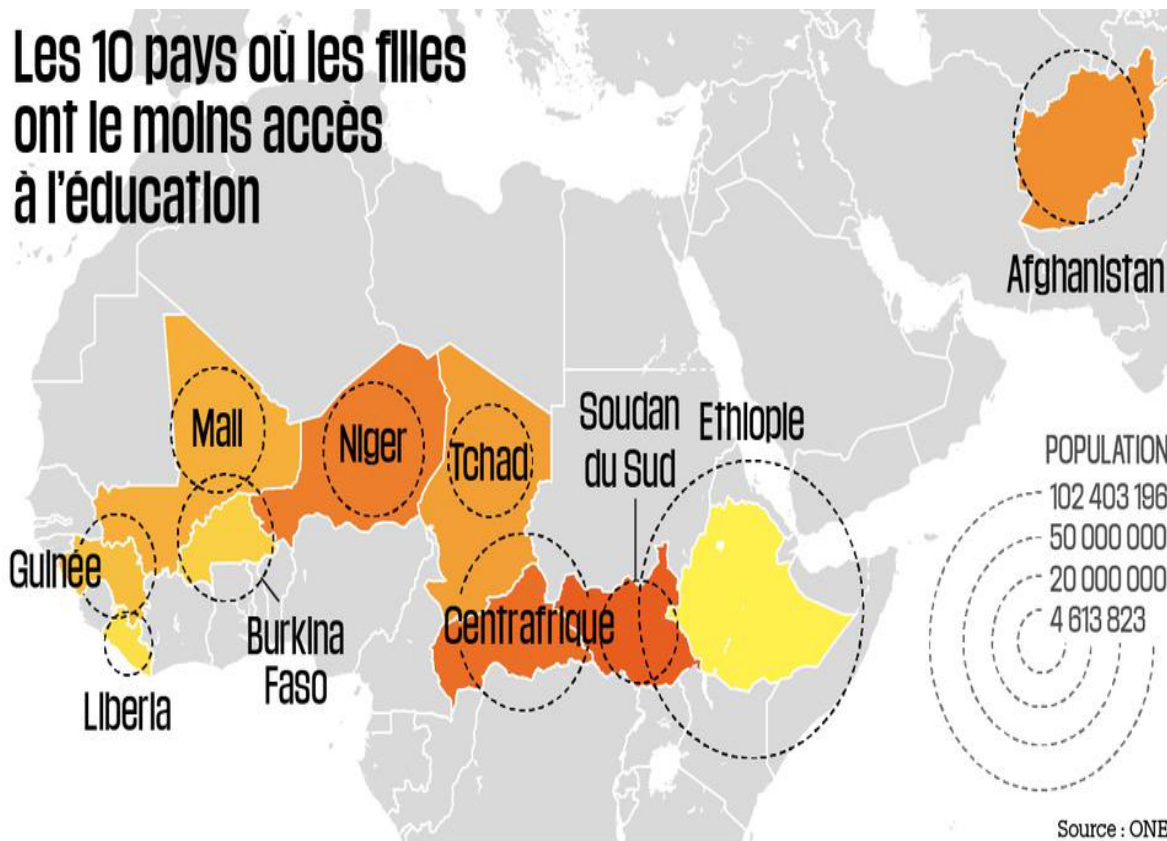 Les 10 pays où les filles
ont le moins accès
à l'éducation
Afghanistan
Mali
Niger
Tchad
Soudan
du Sud
Ethiopie
Guinée
Centrafrique
Burkina
Faso
Liberia
POPULATION
102 403 196
50 000 000
20 000 000
4 613 823
Source : ONE